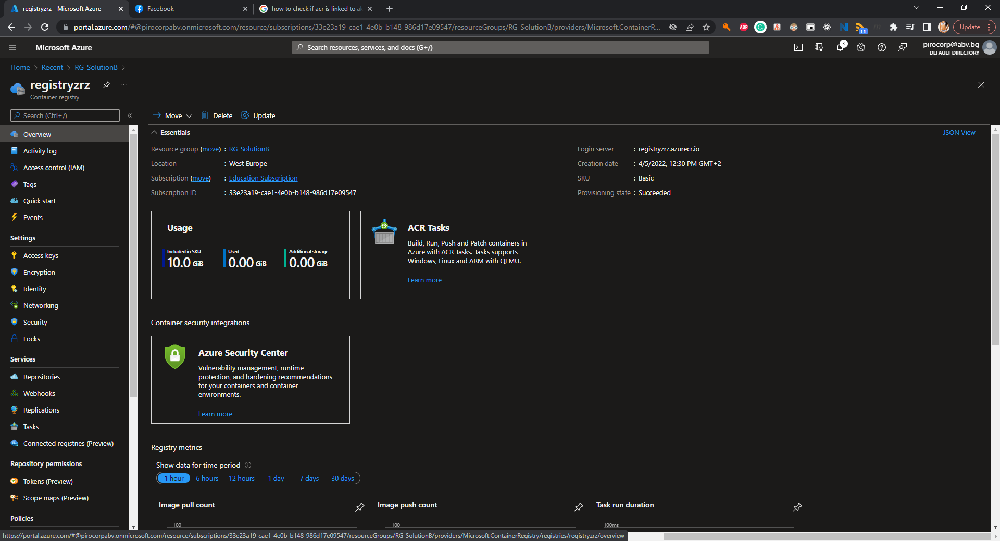 registryzrz - Microsoft Azure
Facebook
how to check if acr is linked to ak
portal.azure.com/#@pirocorpabv.onmicrosoft.com/resource/subscriptions/33e23a19-cae1-4e0b-b148-986d17e09547/resourceGroups/RG-SolutionB/providers/Microsoft.ContainerR...
ABP
11
Update
Microsoft Azure
Search resources, services, and docs (G+/)
3
pirocorp@abv.bg
DEFAULT DIRECTORY
Home > Recent > RG-SolutionB >
registryzrz
Container registry
Search (Ctrl+/)
Move
Delete
Update
Overview
Activity log
Access control (IAM)
Tags
Quick start
Events
Settings
Access keys
Encryption
Identity
Networking
Security
Locks
Services
Repositories
Webhooks
Replications
Tasks
Connected registries (Preview)
Repository permissions
Tokens (Preview)
Scope maps (Preview)
Policies
Essentials
JSON View
Resource group (move) : RG-SolutionB
Location : West Europe
Subscription (move) : Education Subscription
Subscription ID : 33e23a19-cae1-4e0b-b148-986d17e09547
Login server : registryzrz.azurecr.io
Creation date : 4/5/2022, 12:30 PM GMT+2
SKU : Basic
Provisioning state : Succeeded
Usage
Included in SKU
10.0 GiB
Used
0.00 GiB
Additional storage
0.00 GiB
ACR Tasks
Build, Run, Push and Patch containers in
Azure with ACR Tasks. Tasks supports
Windows, Linux and ARM with QEMU.
Learn more
Container security integrations
Azure Security Center
Vulnerability management, runtime
protection, and hardening recommendations
for your containers and container
environments.
Learn more
Registry metrics
Show data for time period
1 hour 6 hours 12 hours 1 day 7 days 30 days
Image pull count
100
Image push count
100
Task run duration
100ms
https://portal.azure.com/#@pirocorpabv.onmicrosoft.com/resource/subscriptions/33e23a19-cae1-4e0b-b148-986d17e09547/resourceGroups/RG-SolutionB/providers/Microsoft.ContainerRegistry/registries/registryzrz/overview